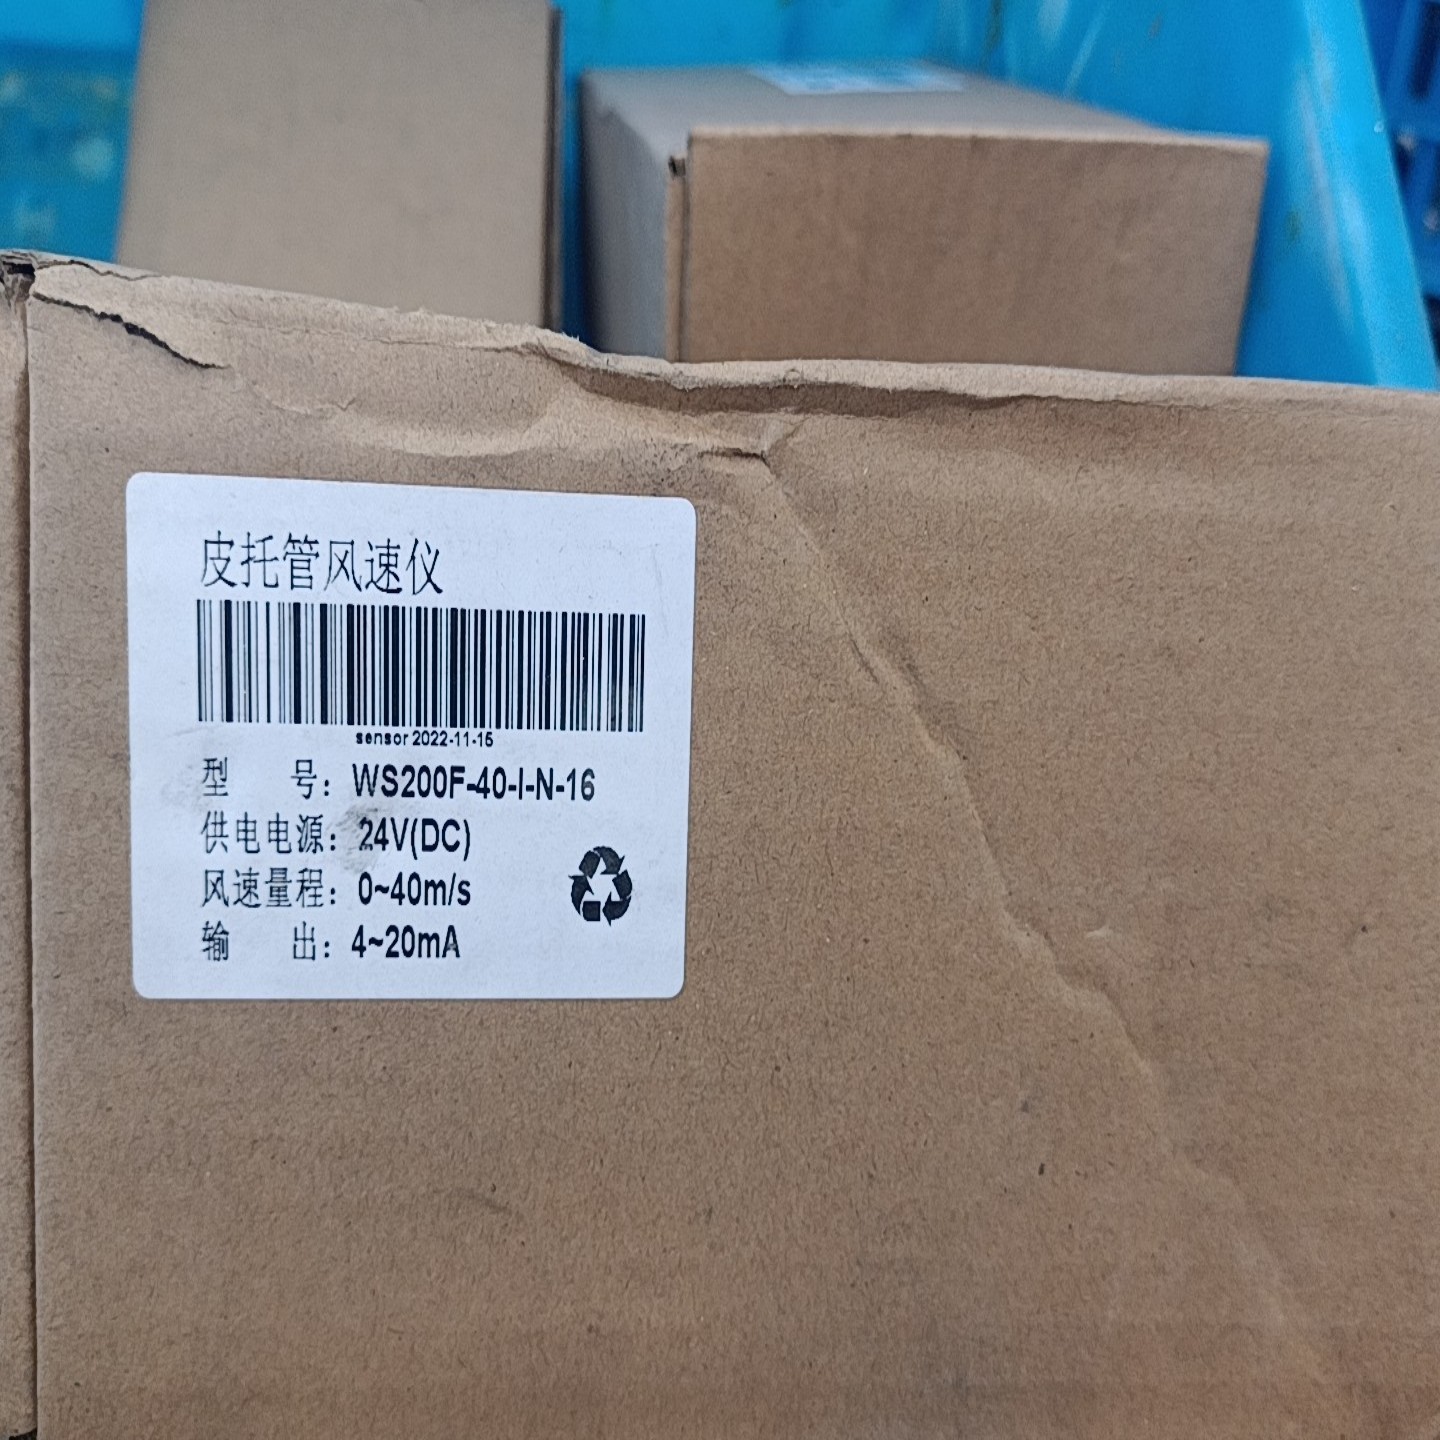 皮托管风速仪
sensor 2022-11-15
型 号：WS200F-40-I-N-16
供电电源：24V(DC)
风速量程：0~40m/s
输 出：4~20mA